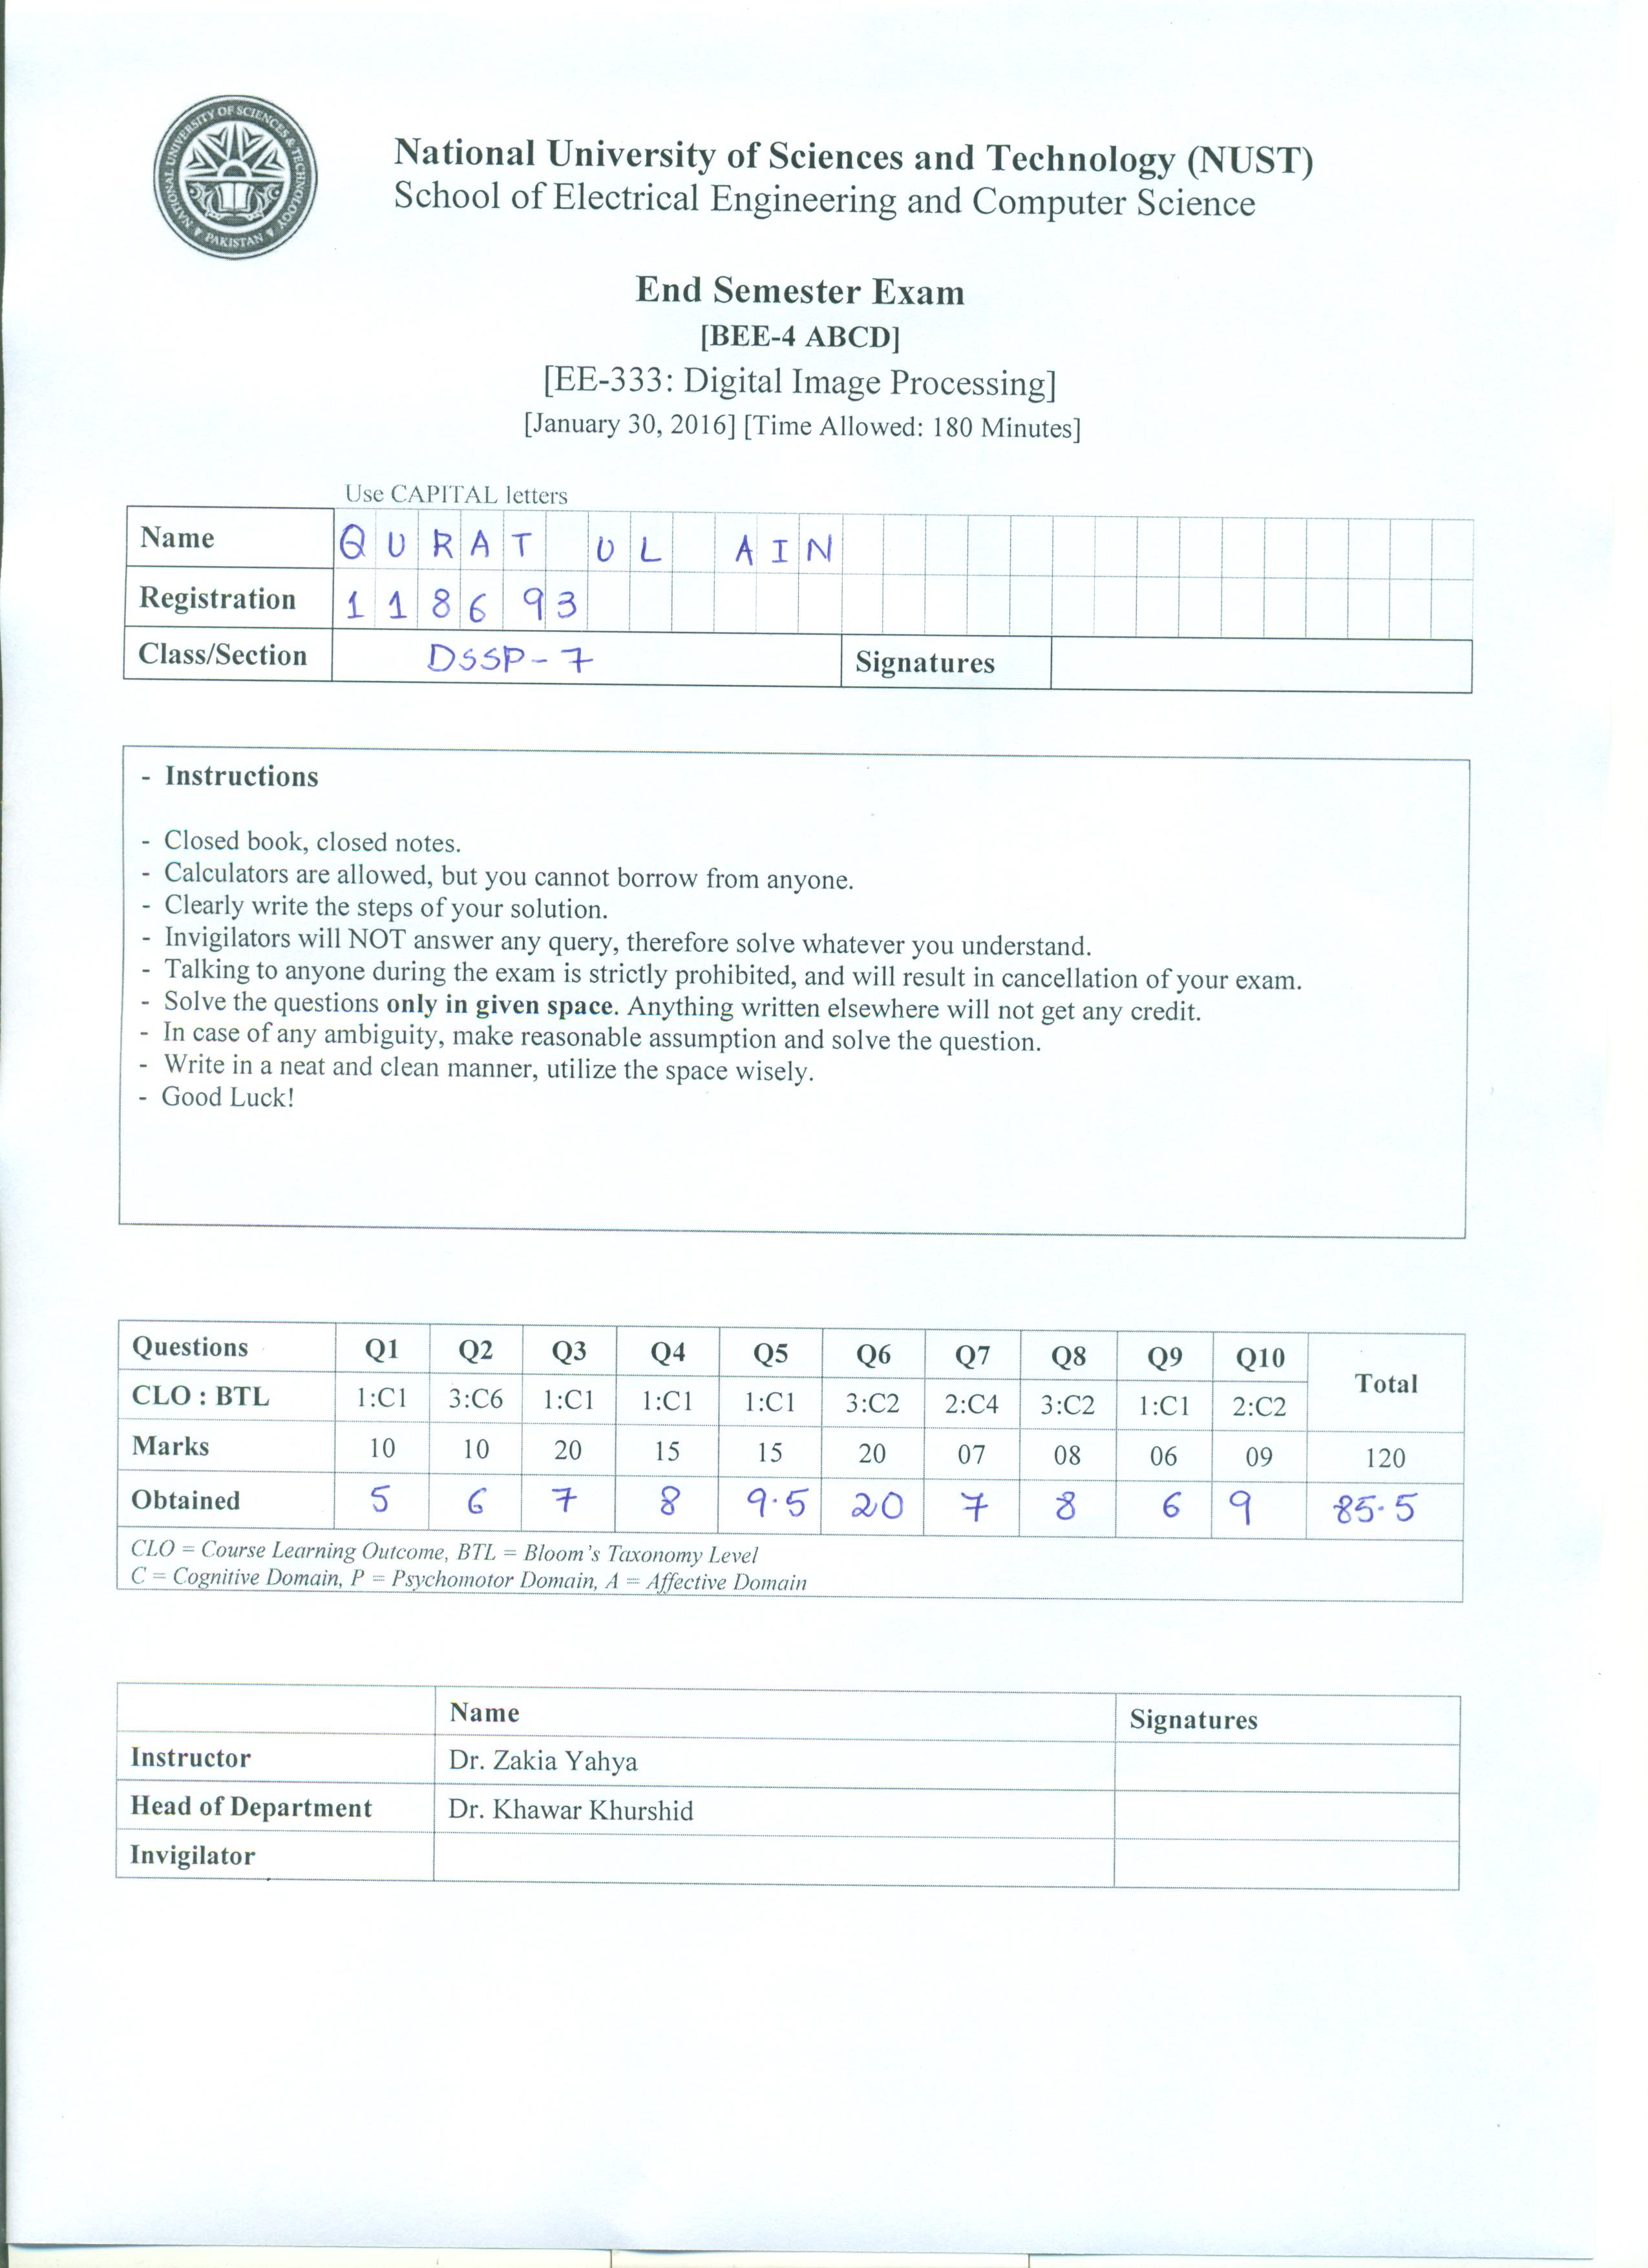 NATIONAL UNIVERSITY OF SCIENCES & TECHNOLOGY
PAKISTAN
National University of Sciences and Technology (NUST)
School of Electrical Engineering and Computer Science
End Semester Exam
[BEE-4 ABCD]
[EE-333: Digital Image Processing]
[January 30, 2016] [Time Allowed: 180 Minutes]
Use CAPITAL letters
Name QURAT UL AIN
Registration 118693
Class/Section DSSP-7 Signatures
- Instructions
- Closed book, closed notes.
- Calculators are allowed, but you cannot borrow from anyone.
- Clearly write the steps of your solution.
- Invigilators will NOT answer any query, therefore solve whatever you understand.
- Talking to anyone during the exam is strictly prohibited, and will result in cancellation of your exam.
- Solve the questions only in given space. Anything written elsewhere will not get any credit.
- In case of any ambiguity, make reasonable assumption and solve the question.
- Write in a neat and clean manner, utilize the space wisely.
- Good Luck!
Questions Q1 Q2 Q3 Q4 Q5 Q6 Q7 Q8 Q9 Q10 Total
CLO : BTL 1:C1 3:C6 1:C1 1:C1 1:C1 3:C2 2:C4 3:C2 1:C1 2:C2
Marks 10 10 20 15 15 20 07 08 06 09 120
Obtained 5 6 7 8 9.5 20 7 8 6 9 85.5
CLO = Course Learning Outcome, BTL = Bloom's Taxonomy Level
C = Cognitive Domain, P = Psychomotor Domain, A = Affective Domain
Name Signatures
Instructor Dr. Zakia Yahya
Head of Department Dr. Khawar Khurshid
Invigilator